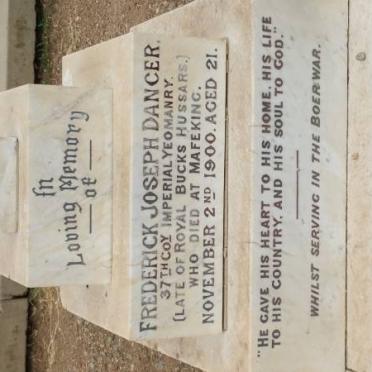 In
Loving Memory
of
FREDERICK JOSEPH DANCER.
37TH COY IMPERIAL YEOMANRY.
(LATE OF ROYAL BUCKS HUSSARS.)
WHO DIED AT MAFEKING.
NOVEMBER 2ND 1900. AGED 21.
"HE GAVE HIS HEART TO HIS HOME, HIS LIFE
TO HIS COUNTRY, AND HIS SOUL TO GOD."
WHILST SERVING IN THE BOER WAR.